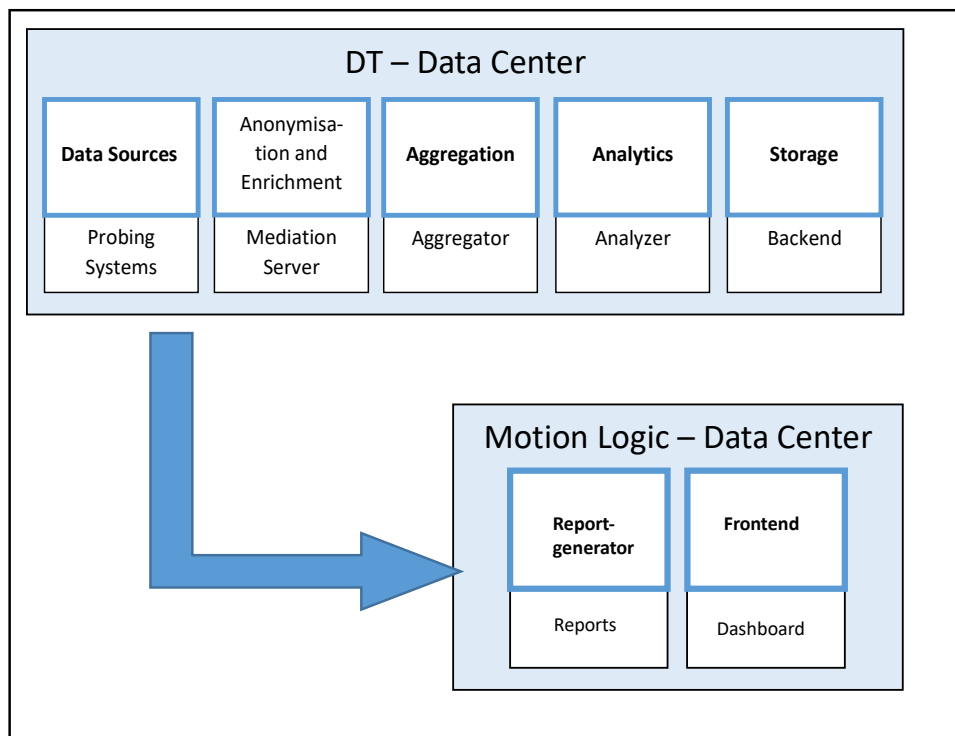 DT – Data Center
Data Sources
Probing
Systems
Anonymisa-
tion and
Enrichment
Mediation
Server
Aggregation
Aggregator
Analytics
Analyzer
Storage
Backend
Motion Logic – Data Center
Report-
generator
Reports
Frontend
Dashboard